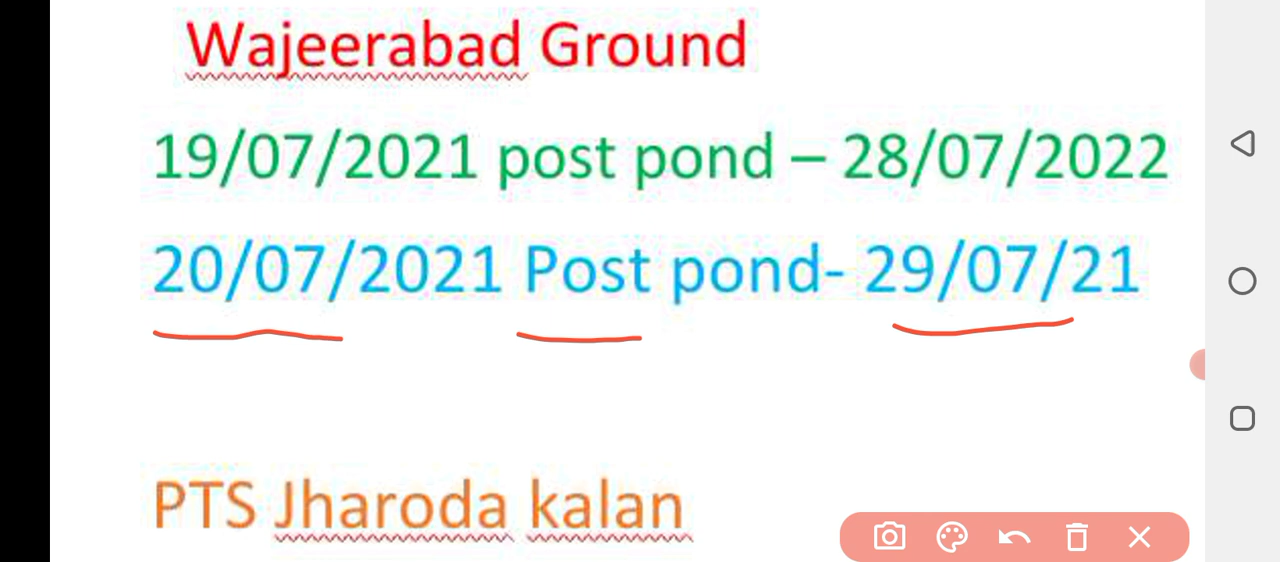 Wajeerabad Ground
19/07/2021 post pond – 28/07/2022
20/07/2021 Post pond- 29/07/21
PTS Jharoda kalan